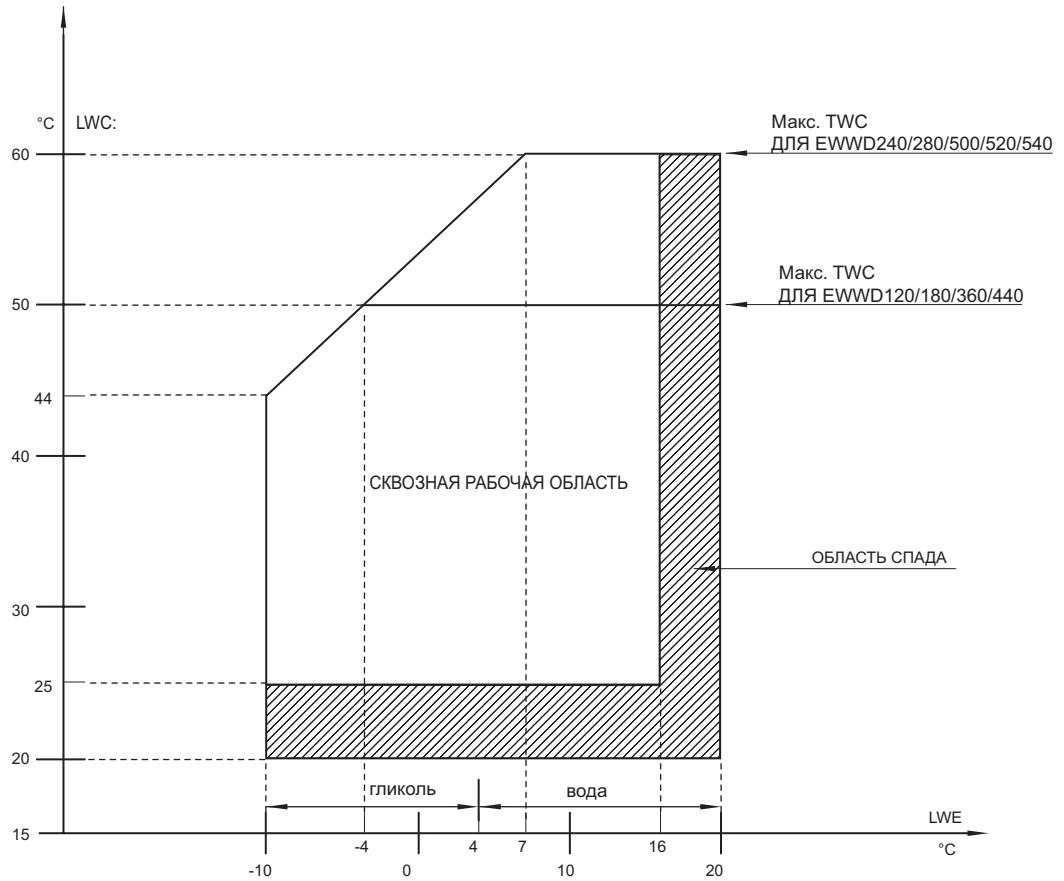 °C LWC:
60
Макс. TWC
ДЛЯ EWWD240/280/500/520/540
50
Макс. TWC
ДЛЯ EWWD120/180/360/440
44
40
СКВОЗНАЯ РАБОЧАЯ ОБЛАСТЬ
ОБЛАСТЬ СПАДА
30
25
20
гликоль вода
15
LWE
°C
-4 4 7 16
-10 0 10 20